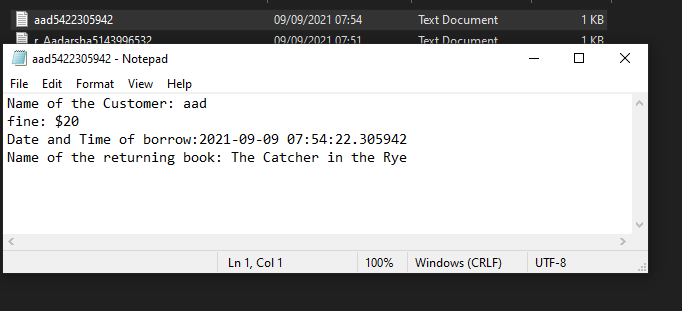 aad5422305942 09/09/2021 07:54 Text Document 1 KB
r_Aadarsha5143996532 09/09/2021 07:51 Text Document 1 KB
aad5422305942 - Notepad
File Edit Format View Help
Name of the Customer: aad
fine: $20
Date and Time of borrow:2021-09-09 07:54:22.305942
Name of the returning book: The Catcher in the Rye
Ln 1, Col 1 100% Windows (CRLF) UTF-8